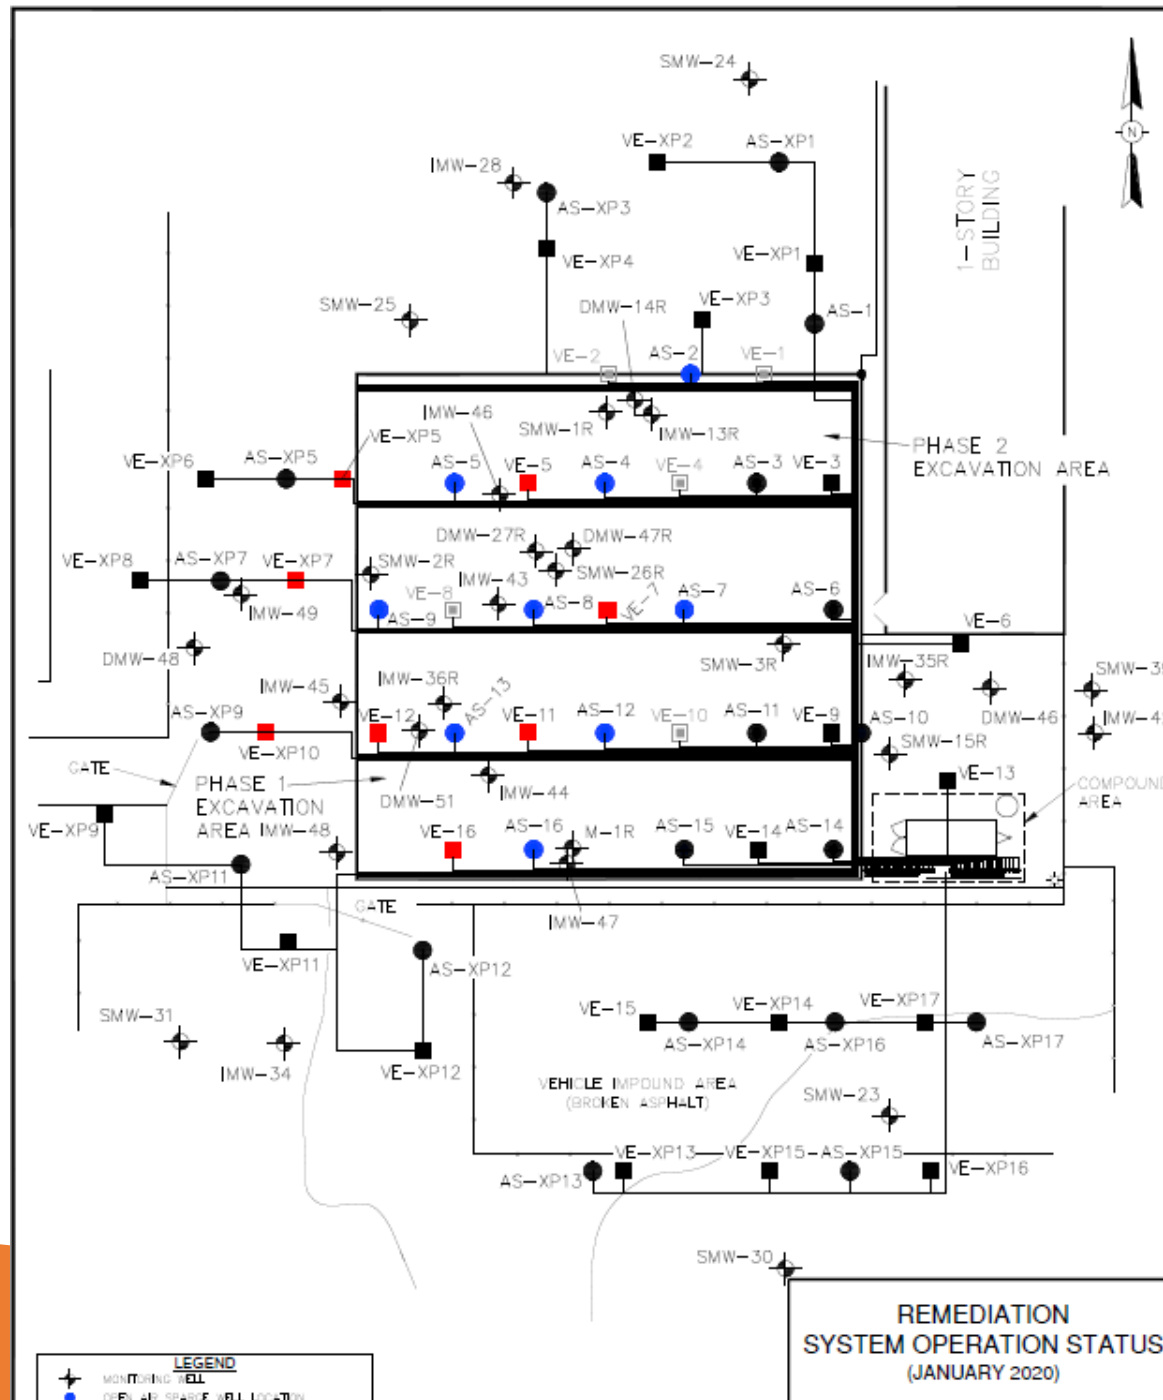 SMW-24
VE-XP2
AS-XP1
IMW-28
AS-XP3
N
1-STORY
BUILDING
VE-XP4
VE-XP1
SMW-25
DMW-14R
VE-XP3
AS-1
VE-2
AS-2
VE-1
IMW-46
SMW-1R
IMW-13R
VE-XP5
PHASE 2
EXCAVATION AREA
VE-XP6
AS-XP5
AS-5
VE-5
AS-4
VE-4
AS-3
VE-3
DMW-27R
DMW-47R
VE-XP8
AS-XP7
VE-XP7
SMW-2R
SMW-26R
IMW-43
VE-8
AS-9
AS-8
VE-7
AS-7
AS-6
IMW-49
VE-6
DMW-48
SMW-3R
IMW-35R
IMW-45
IMW-36R
SMW-3
DMW-46
IMW-4
AS-XP9
VE-XP10
VE-12
AS-13
VE-11
AS-12
VE-10
AS-11
VE-9
AS-10
SMW-15R
GATE
PHASE 1
EXCAVATION
AREA
DMW-51
IMW-44
VE-13
COMPOUND
AREA
VE-XP9
IMW-48
VE-16
AS-16
M-1R
AS-15
VE-14
AS-14
AS-XP11
GATE
IMW-47
VE-XP11
AS-XP12
SMW-31
IMW-34
VE-XP12
VE-15
VE-XP14
VE-XP17
AS-XP14
AS-XP16
AS-XP17
VEHICLE IMPOUND AREA
(BROKEN ASPHALT)
SMW-23
AS-XP13
VE-XP13
VE-XP15
AS-XP15
VE-XP16
SMW-30
REMEDIATION
SYSTEM OPERATION STATUS
(JANUARY 2020)
LEGEND
MONITORING WELL
OPEN AIR SPARGE WELL LOCATION